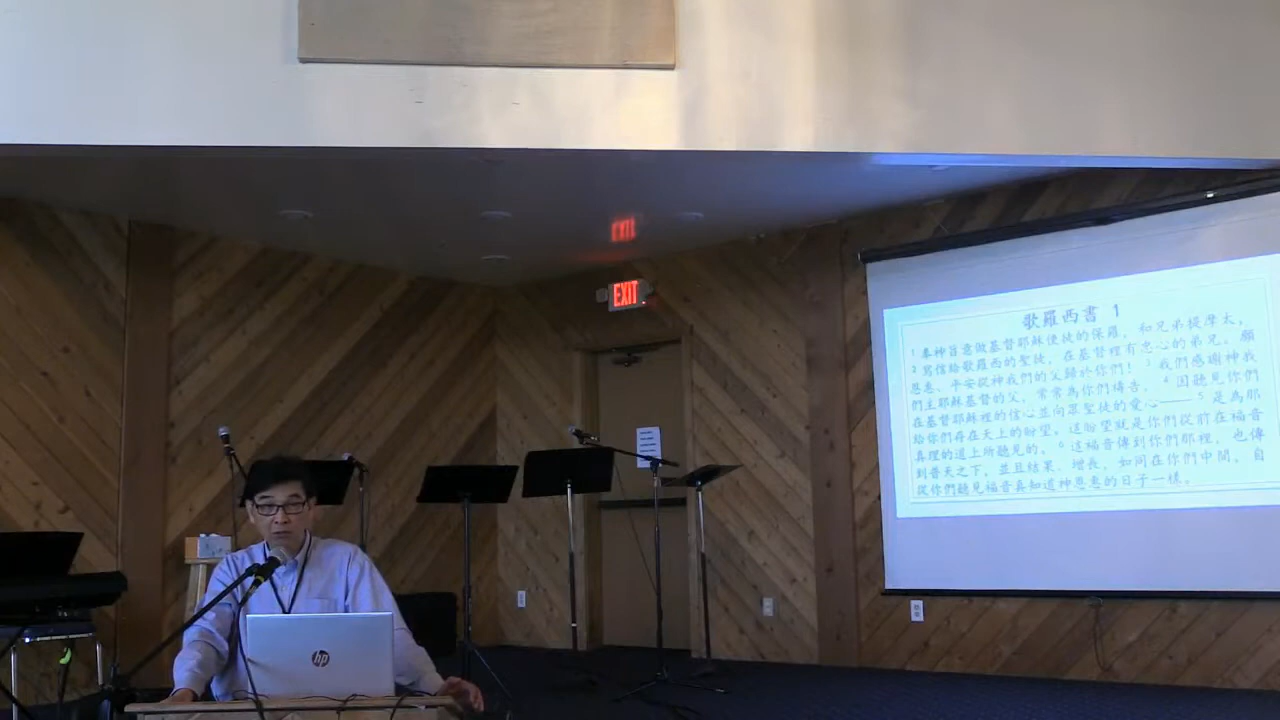 EXIT
EXIT
歌羅西書 1
1 奉神旨意做基督耶穌使徒的保羅，和兄弟提摩太，
2 寫信給歌羅西的聖徒，在基督裡有忠心的弟兄。願
恩惠、平安從神我們的父歸於你們！ 3 我們感謝神我
們主耶穌基督的父，常常為你們禱告， 4 因聽見你們
在基督耶穌裡的信心並向眾聖徒的愛心—— 5 是為那
給你們存在天上的盼望。這盼望就是你們從前在福音
真理的道上所聽見的。 6 這福音傳到你們那裡，也傳
到普天之下，並且結果、增長，如同在你們中間，自
從你們聽見福音真知道神恩惠的日子一樣。
hp